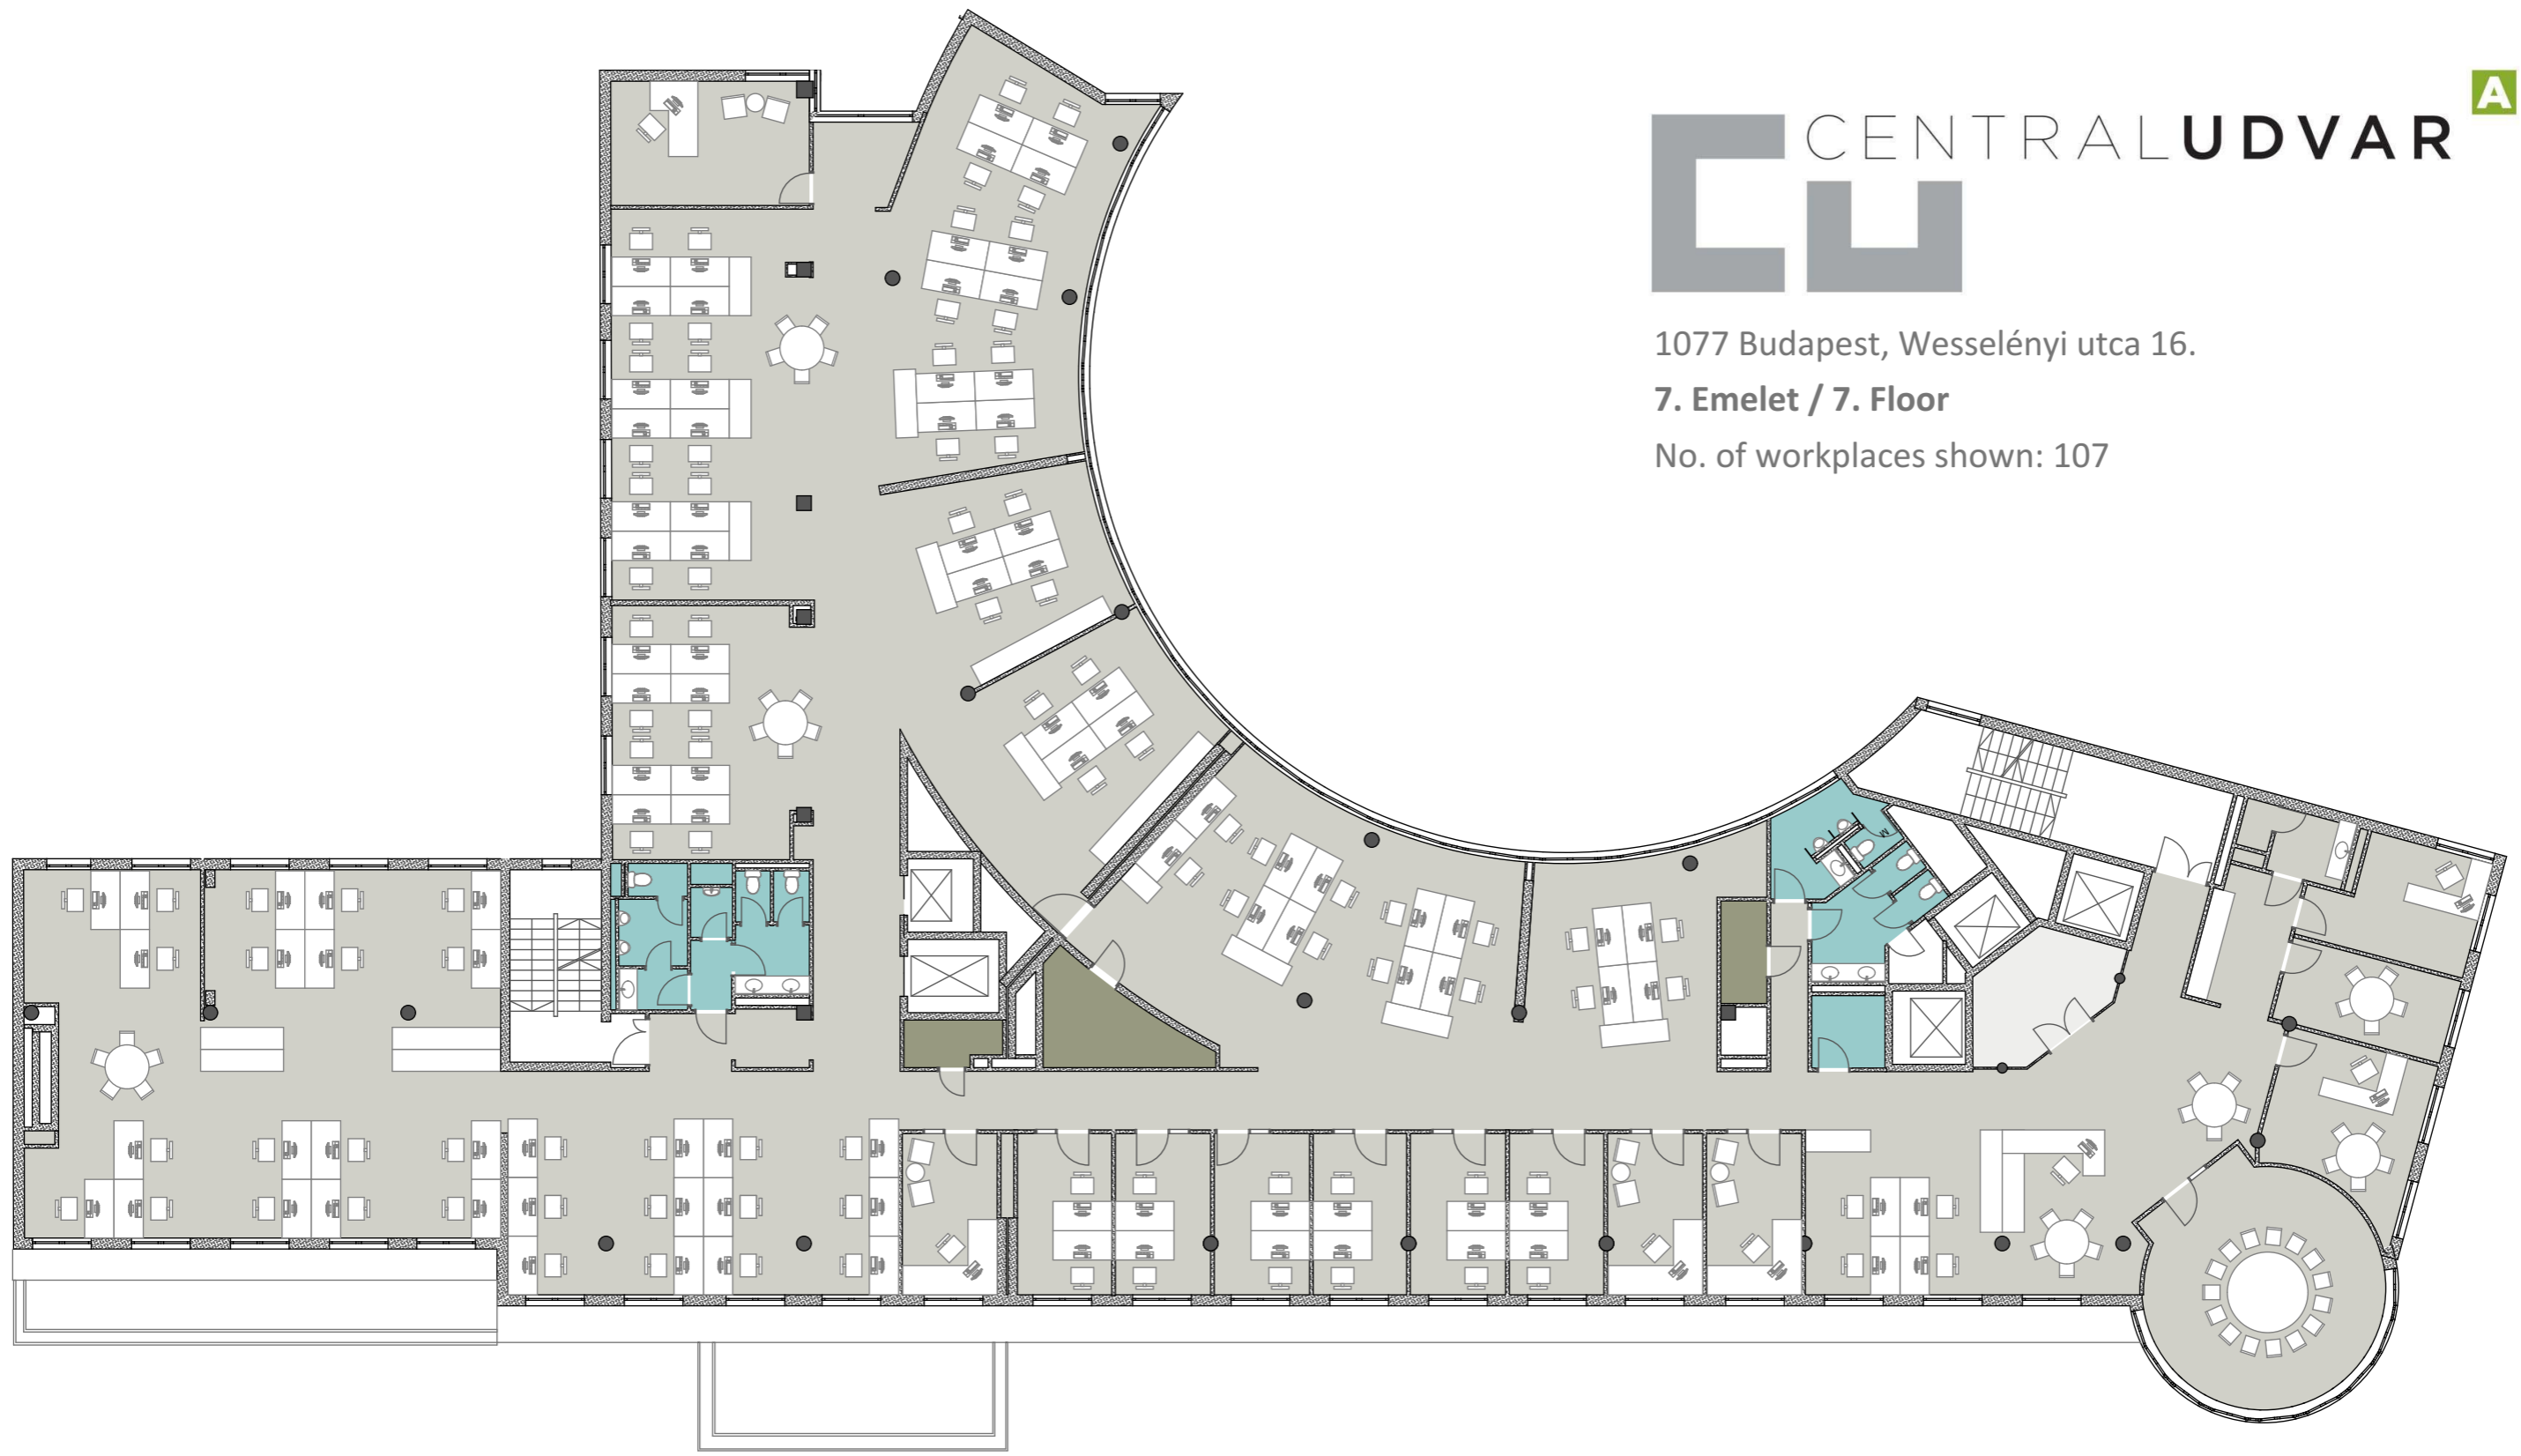 A
CENTRALUDVAR
1077 Budapest, Wesselényi utca 16.
7. Emelet / 7. Floor
No. of workplaces shown: 107